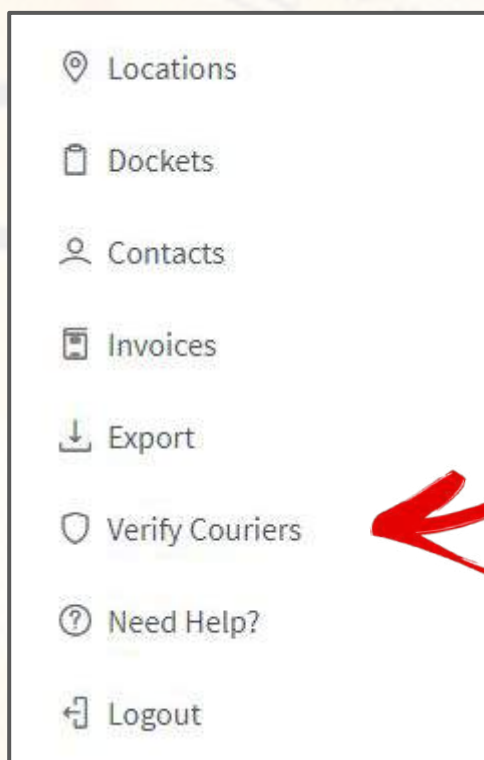 Locations
Dockets
Contacts
Invoices
Export
Verify Couriers
Need Help?
Logout